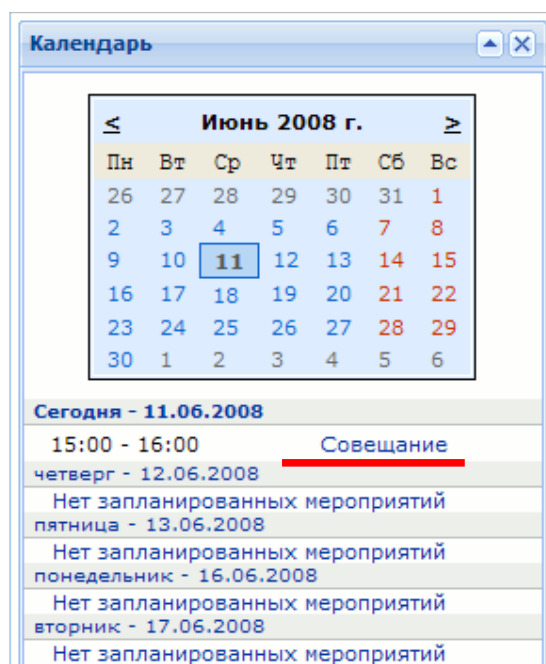 Календарь
< Июнь 2008 г. >
Пн Вт Ср Чт Пт Сб Вс
26 27 28 29 30 31 1
2 3 4 5 6 7 8
9 10 11 12 13 14 15
16 17 18 19 20 21 22
23 24 25 26 27 28 29
30 1 2 3 4 5 6
Сегодня - 11.06.2008
15:00 - 16:00 Совещание
четверг - 12.06.2008
Нет запланированных мероприятий
пятница - 13.06.2008
Нет запланированных мероприятий
понедельник - 16.06.2008
Нет запланированных мероприятий
вторник - 17.06.2008
Нет запланированных мероприятий